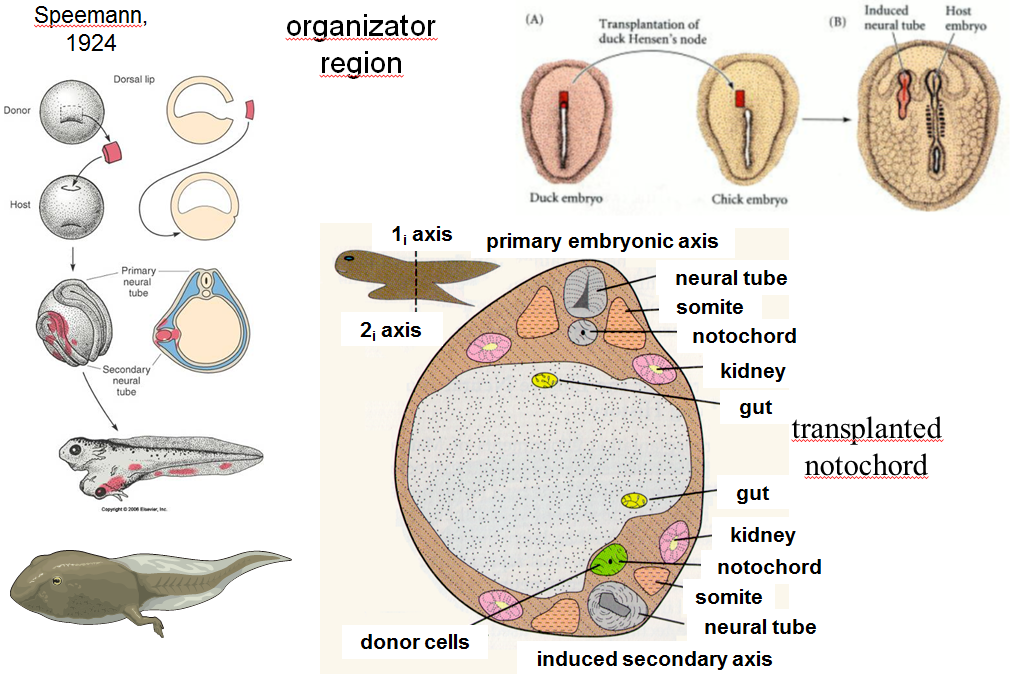 Speemann,
1924
organizator
region
Dorsal lip
Donor
Host
Primary
neural
tube
Secondary
neural
tube
Copyright © 2006 Elsevier, Inc.
(A)
Transplantation of
duck Hensen's node
Duck embryo
Chick embryo
(B)
Induced
neural tube
Host
embryo
1i axis
primary embryonic axis
2i axis
neural tube
somite
notochord
kidney
gut
transplanted
notochord
gut
kidney
notochord
somite
neural tube
donor cells
induced secondary axis